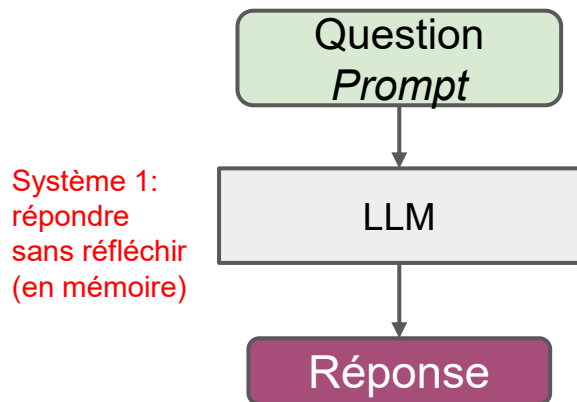 Question
Prompt
Système 1:
répondre
sans réfléchir
(en mémoire)
LLM
Réponse